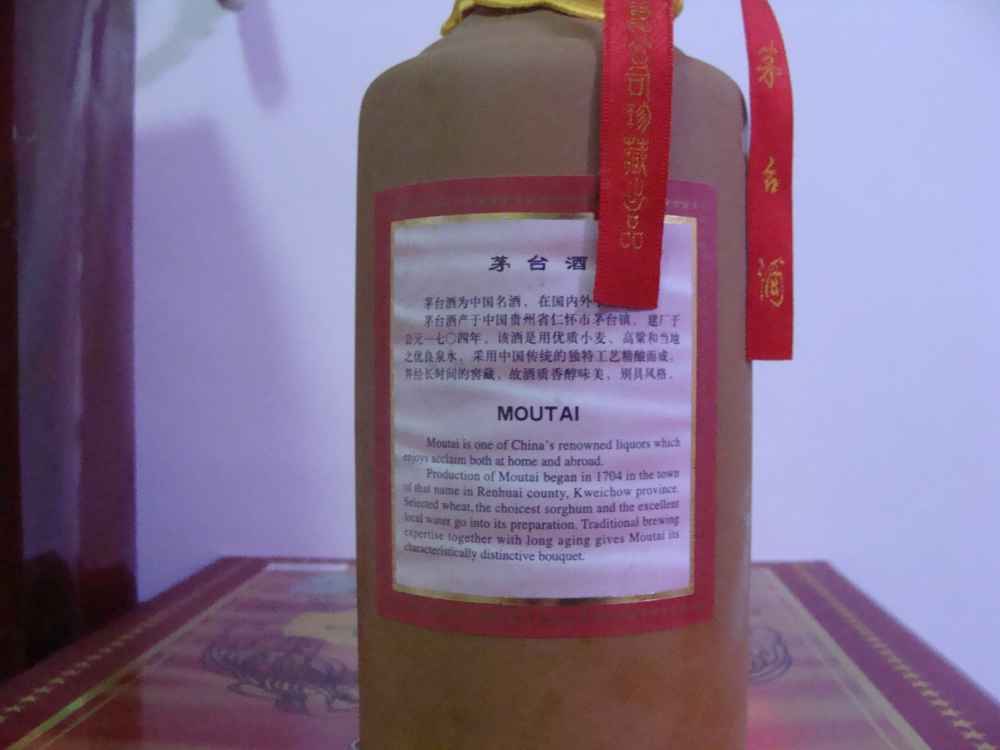 司珍藏出品
茅台酒
茅台酒
茅台酒为中国名酒，在国内外
茅台酒产于中国贵州省仁怀市茅台镇，建厂于
公元一七〇四年，该酒是用优质小麦、高粱和当地
之优良泉水，采用中国传统的独特工艺精酿而成。
并经长时间的窖藏，故酒质香醇味美，别具风格。
MOUTAI
Moutai is one of China's renowned liquors which
enjoys acclaim both at home and abroad.
Production of Moutai began in 1704 in the town
of that name in Renhuai county, Kweichow province.
Selected wheat, the choicest sorghum and the excellent
local water go into its preparation. Traditional brewing
expertise together with long aging gives Moutai its
characteristically distinctive bouquet.